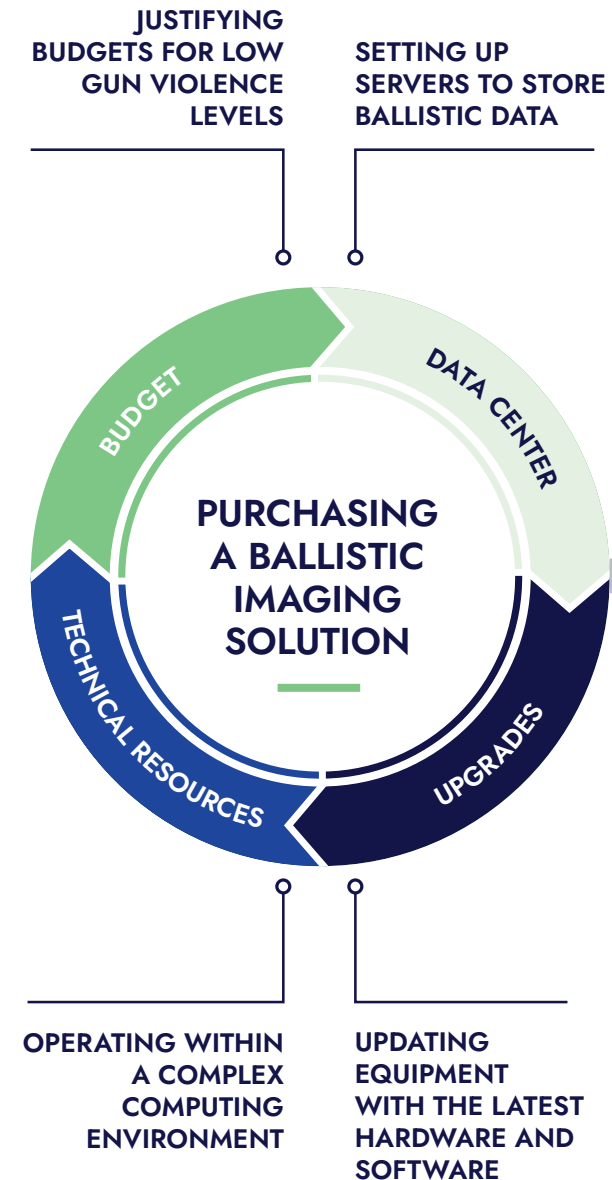 JUSTIFYING
BUDGETS FOR LOW
GUN VIOLENCE
LEVELS
SETTING UP
SERVERS TO STORE
BALLISTIC DATA
BUDGET
DATA CENTER
PURCHASING
A BALLISTIC
IMAGING
SOLUTION
TECHNICAL RESOURCES
UPGRADES
OPERATING WITHIN
A COMPLEX
COMPUTING
ENVIRONMENT
UPDATING
EQUIPMENT
WITH THE LATEST
HARDWARE AND
SOFTWARE